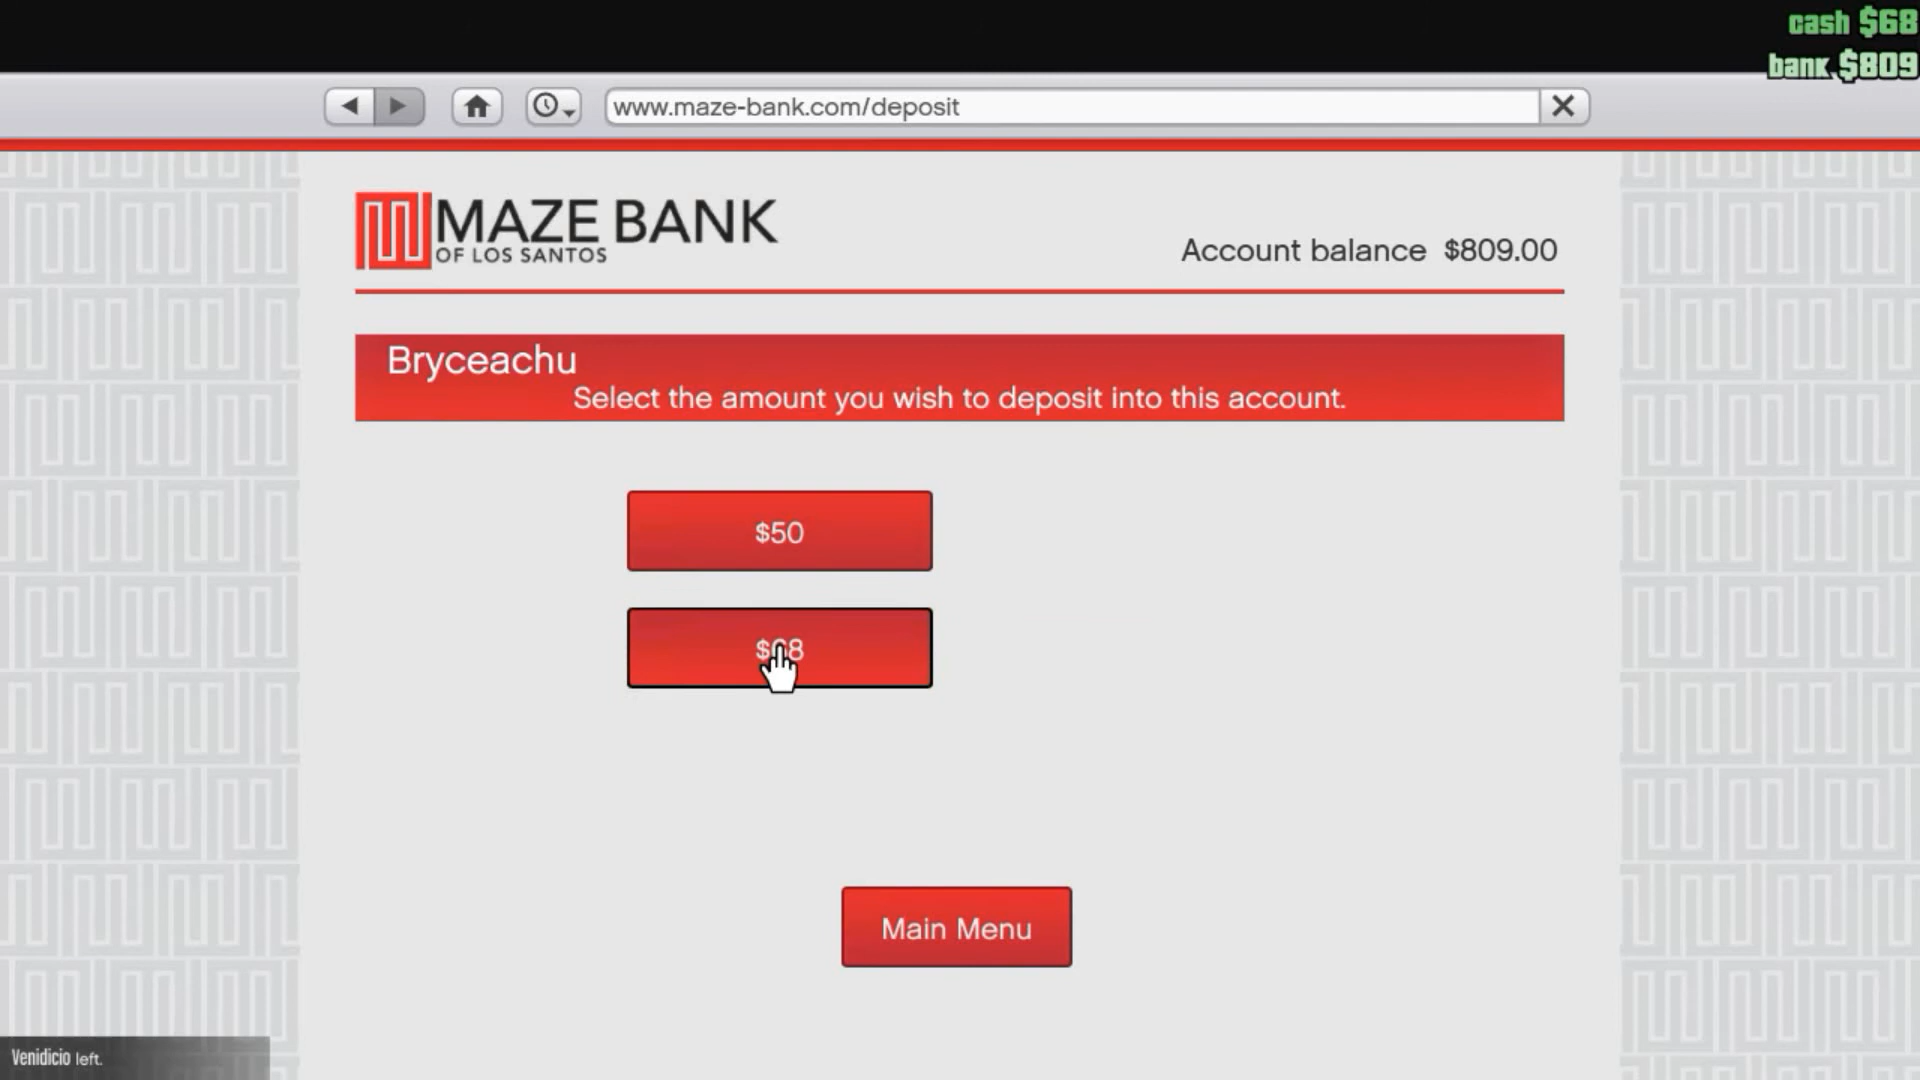 cash $68
bank $809
www.maze-bank.com/deposit
MAZE BANK
OF LOS SANTOS
Account balance $809.00
Bryceachu
Select the amount you wish to deposit into this account.
$50
$68
Main Menu
Venidicio left.